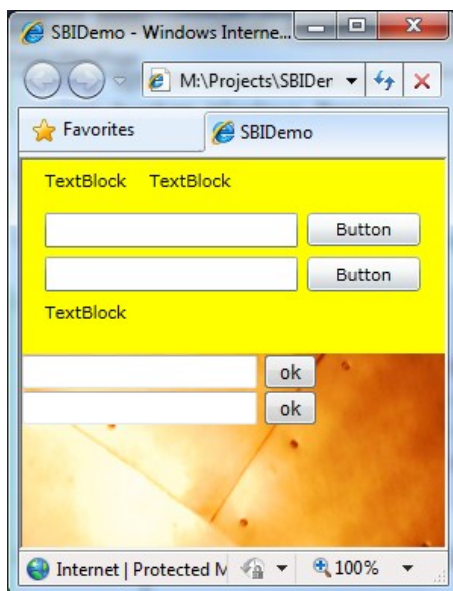 SBIDemo - Windows Interne...
M:\Projects\SBIDer
Favorites
SBIDemo
TextBlock TextBlock
Button
Button
TextBlock
ok
ok
Internet | Protected M
100%